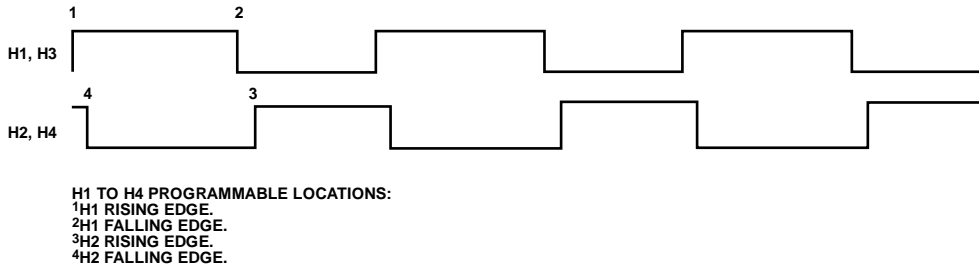 1 2
H1, H3
4 3
H2, H4
H1 TO H4 PROGRAMMABLE LOCATIONS:
1H1 RISING EDGE.
2H1 FALLING EDGE.
3H2 RISING EDGE.
4H2 FALLING EDGE.